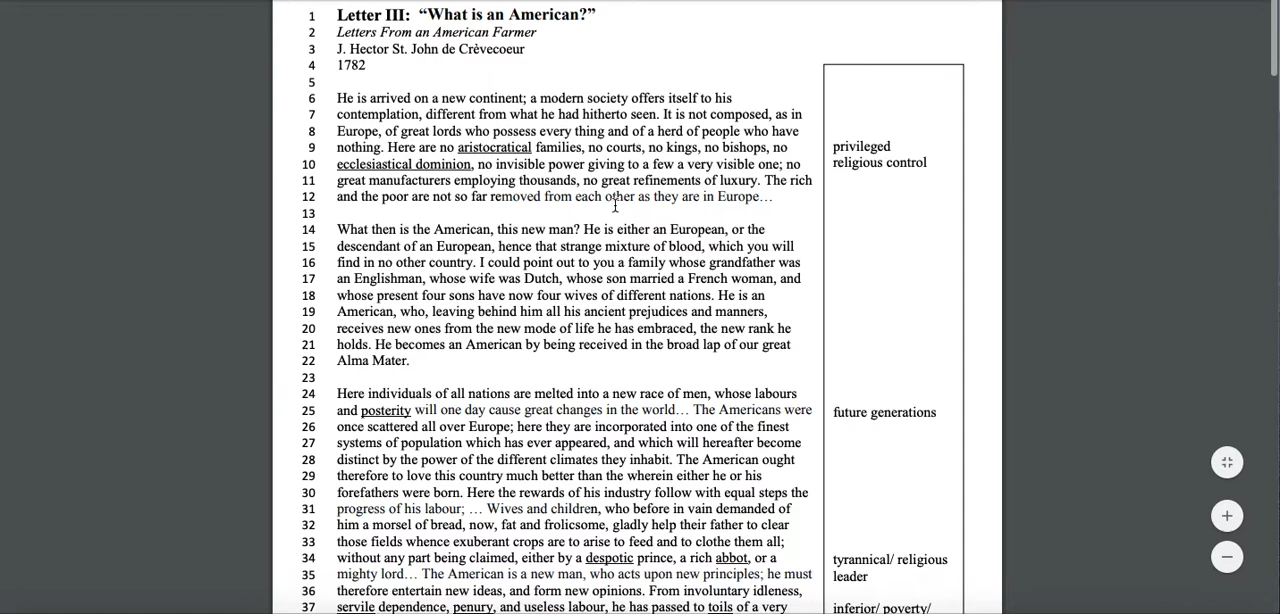 1 Letter III: “What is an American?”
2 Letters From an American Farmer
3 J. Hector St. John de Crèvecoeur
4 1782
5
6 He is arrived on a new continent; a modern society offers itself to his
7 contemplation, different from what he had hitherto seen. It is not composed, as in
8 Europe, of great lords who possess every thing and of a herd of people who have
9 nothing. Here are no aristocratical families, no courts, no kings, no bishops, no privileged
10 ecclesiastical dominion, no invisible power giving to a few a very visible one; no religious control
11 great manufacturers employing thousands, no great refinements of luxury. The rich
12 and the poor are not so far removed from each other as they are in Europe…
13
14 What then is the American, this new man? He is either an European, or the
15 descendant of an European, hence that strange mixture of blood, which you will
16 find in no other country. I could point out to you a family whose grandfather was
17 an Englishman, whose wife was Dutch, whose son married a French woman, and
18 whose present four sons have now four wives of different nations. He is an
19 American, who, leaving behind him all his ancient prejudices and manners,
20 receives new ones from the new mode of life he has embraced, the new rank he
21 holds. He becomes an American by being received in the broad lap of our great
22 Alma Mater.
23
24 Here individuals of all nations are melted into a new race of men, whose labours
25 and posterity will one day cause great changes in the world… The Americans were future generations
26 once scattered all over Europe; here they are incorporated into one of the finest
27 systems of population which has ever appeared, and which will hereafter become
28 distinct by the power of the different climates they inhabit. The American ought
29 therefore to love this country much better than the wherein either he or his
30 forefathers were born. Here the rewards of his industry follow with equal steps the
31 progress of his labour; … Wives and children, who before in vain demanded of
32 him a morsel of bread, now, fat and frolicsome, gladly help their father to clear
33 those fields whence exuberant crops are to arise to feed and to clothe them all;
34 without any part being claimed, either by a despotic prince, a rich abbot, or a tyrannical/ religious
35 mighty lord… The American is a new man, who acts upon new principles; he must leader
36 therefore entertain new ideas, and form new opinions. From involuntary idleness,
37 servile dependence, penury, and useless labour, he has passed to toils of a very inferior/ poverty/